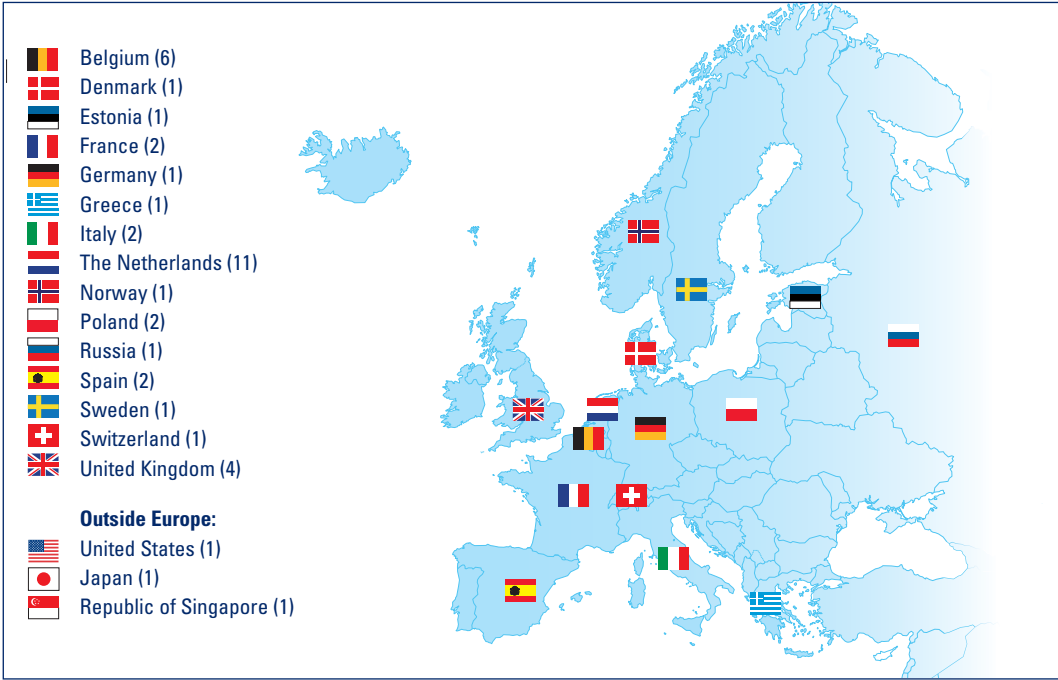 Belgium (6)
Denmark (1)
Estonia (1)
France (2)
Germany (1)
Greece (1)
Italy (2)
The Netherlands (11)
Norway (1)
Poland (2)
Russia (1)
Spain (2)
Sweden (1)
Switzerland (1)
United Kingdom (4)
Outside Europe:
United States (1)
Japan (1)
Republic of Singapore (1)